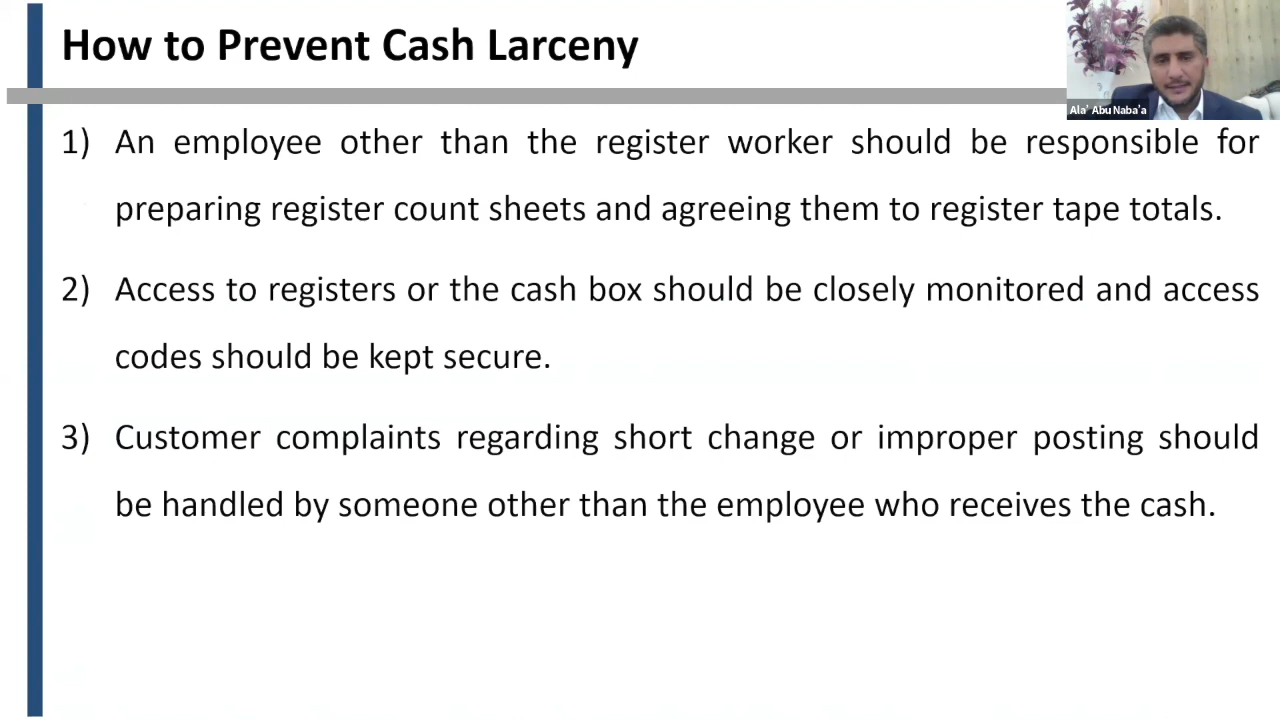 How to Prevent Cash Larceny
Ala' Abu Naba'a
1) An employee other than the register worker should be responsible for
preparing register count sheets and agreeing them to register tape totals.
2) Access to registers or the cash box should be closely monitored and access
codes should be kept secure.
3) Customer complaints regarding short change or improper posting should
be handled by someone other than the employee who receives the cash.